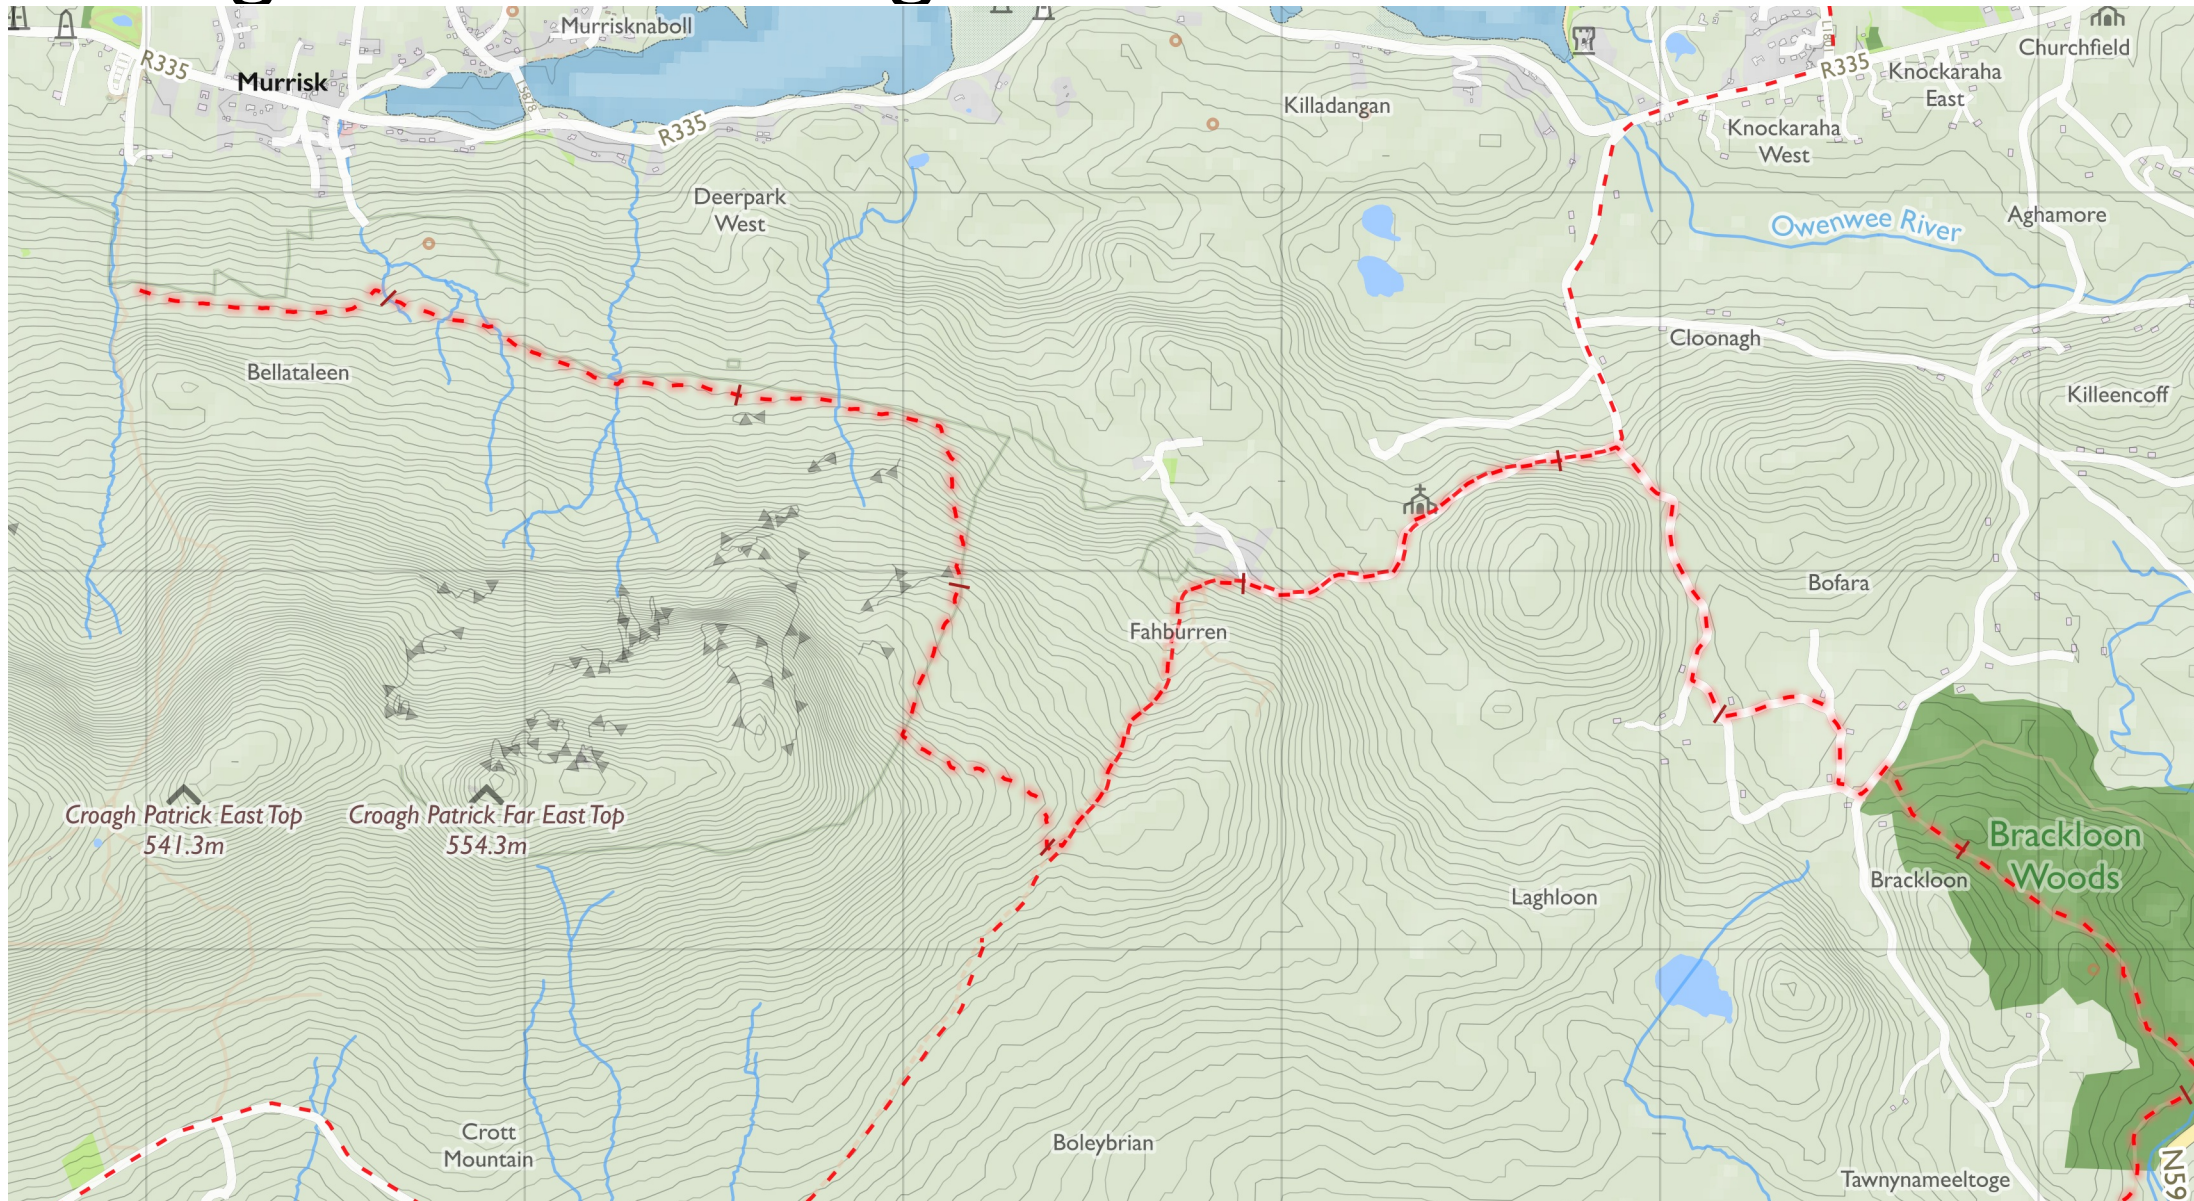 Murrisknaboll
Churchfield
R335
R335
Knockaraha
East
Murrisk
Killadangan
R335
Knockaraha
West
Deerpark
West
Owenwee River
Aghamore
Cloonagh
Bellataleen
Killeencoff
Bofara
Fahburren
Croagh Patrick East Top
541.3m
Croagh Patrick Far East Top
554.3m
Brackloon
Woods
Brackloon
Laghloon
Crott
Mountain
Boleybrian
Tawnynameeltoge
N59